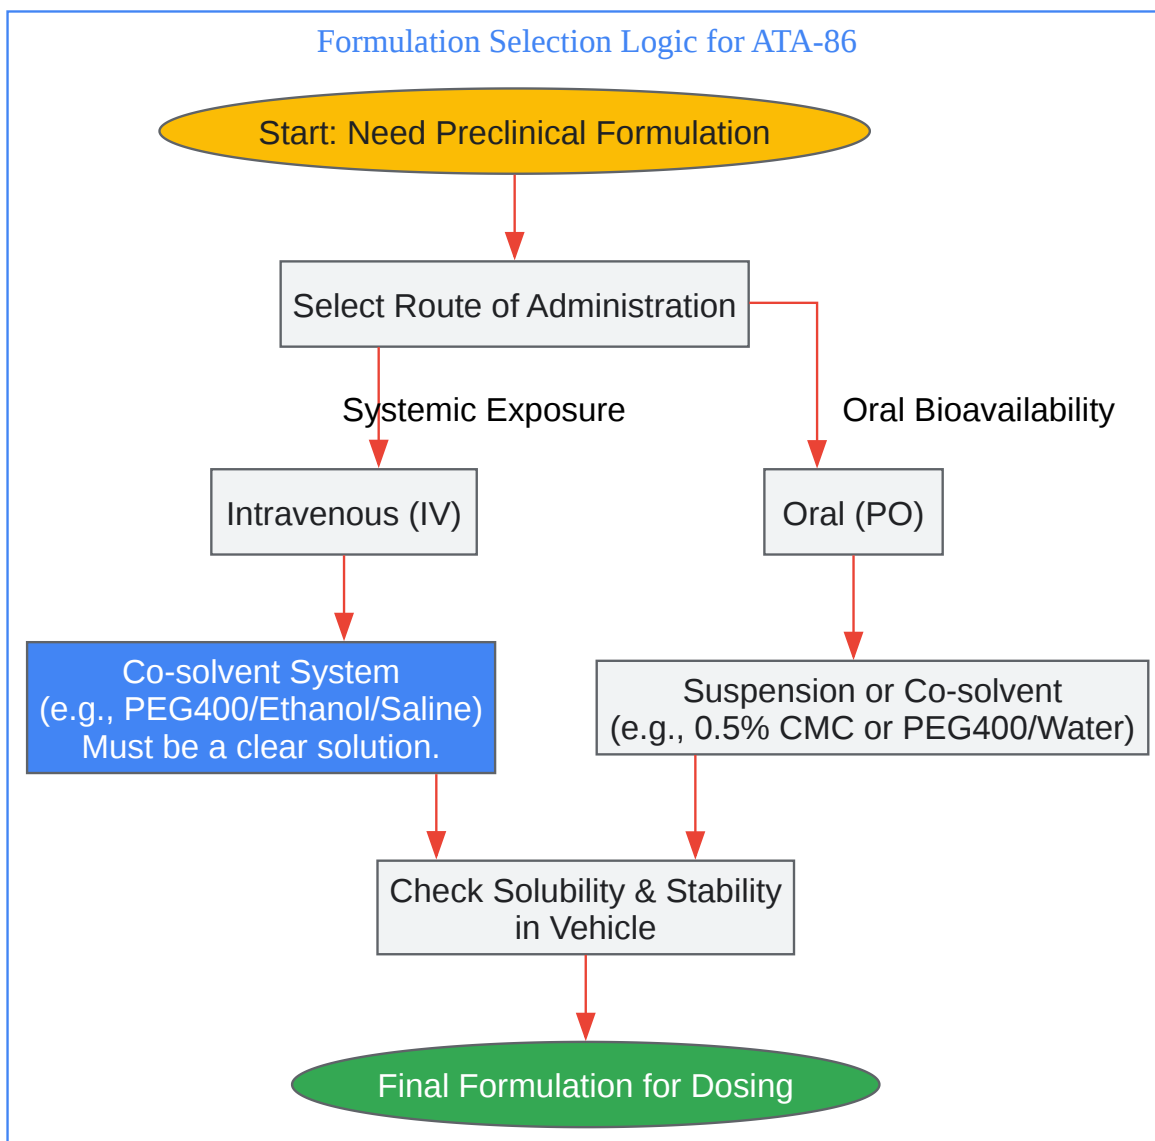 Formulation Selection Logic for ATA-86
Start: Need Preclinical Formulation
Select Route of Administration
Systemic Exposure
Oral Bioavailability
Intravenous (IV)
Oral (PO)
Co-solvent System
(e.g., PEG400/Ethanol/Saline)
Must be a clear solution.
Suspension or Co-solvent
(e.g., 0.5% CMC or PEG400/Water)
Check Solubility & Stability
in Vehicle
Final Formulation for Dosing